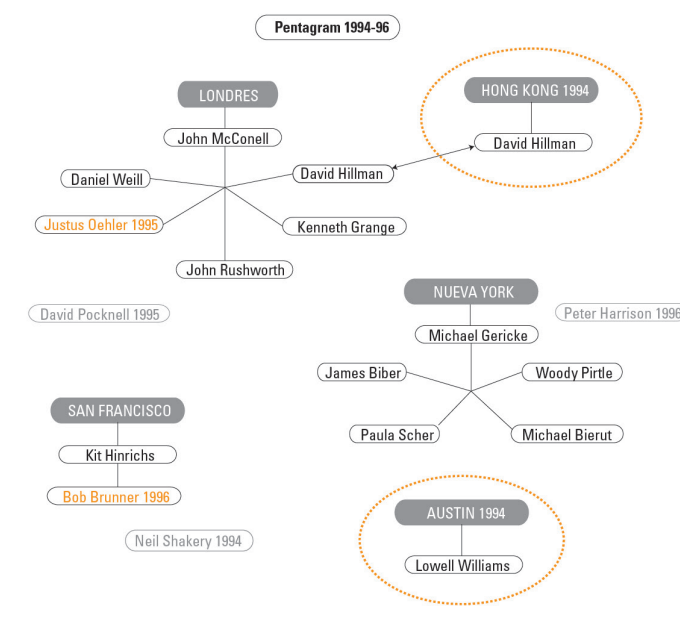 Pentagram 1994-96
LONDRES
HONG KONG 1994
John McConell
David Hillman
Daniel Weill
David Hillman
Justus Oehler 1995
Kenneth Grange
John Rushworth
NUEVA YORK
David Pocknell 1995
Peter Harrison 1996
Michael Gericke
James Biber
Woody Pirtle
SAN FRANCISCO
Paula Scher
Michael Bierut
Kit Hinrichs
Bob Brunner 1996
AUSTIN 1994
Neil Shakery 1994
Lowell Williams